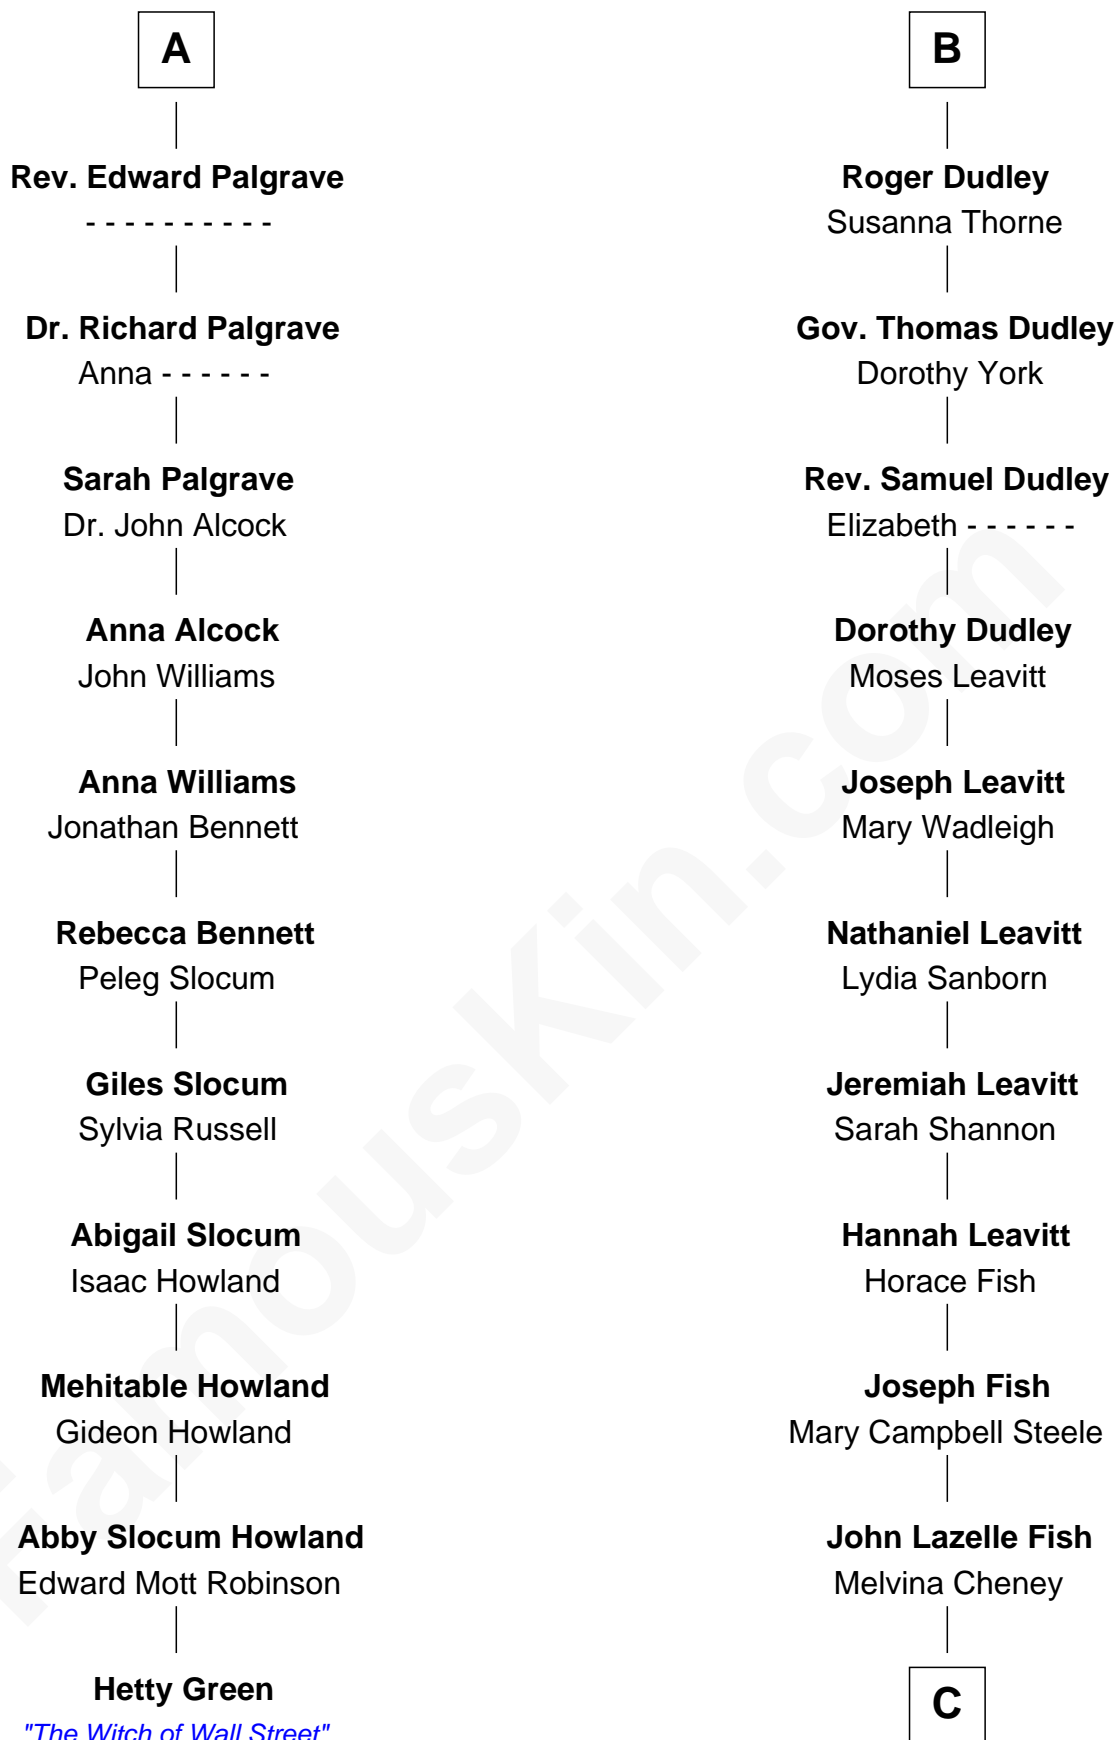 A
Rev. Edward Palgrave
- - - - - - - - - -
Dr. Richard Palgrave
Anna - - - - - -
Sarah Palgrave
Dr. John Alcock
Anna Alcock
John Williams
Anna Williams
Jonathan Bennett
Rebecca Bennett
Peleg Slocum
Giles Slocum
Sylvia Russell
Abigail Slocum
Isaac Howland
Mehitable Howland
Gideon Howland
Abby Slocum Howland
Edward Mott Robinson
Hetty Green
"The Witch of Wall Street"
B
Roger Dudley
Susanna Thorne
Gov. Thomas Dudley
Dorothy York
Rev. Samuel Dudley
Elizabeth - - - - - -
Dorothy Dudley
Moses Leavitt
Joseph Leavitt
Mary Wadleigh
Nathaniel Leavitt
Lydia Sanborn
Jeremiah Leavitt
Sarah Shannon
Hannah Leavitt
Horace Fish
Joseph Fish
Mary Campbell Steele
John Lazelle Fish
Melvina Cheney
C
FamousKin.com